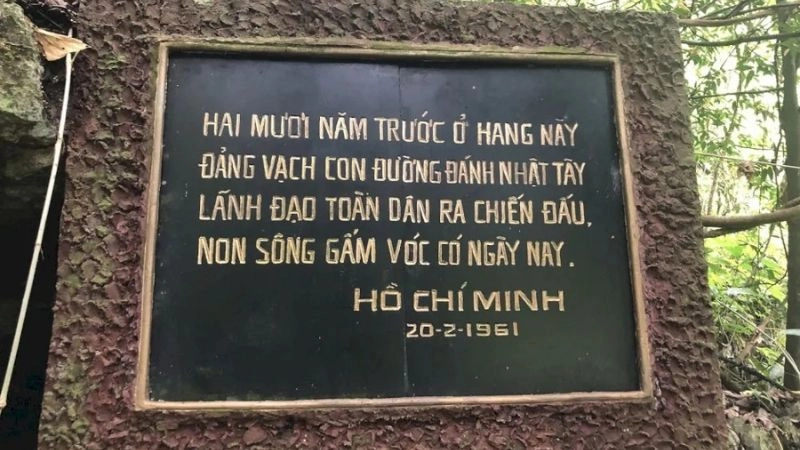 HAI MƯƠI NĂM TRƯỚC Ở HANG NÃY
ĐẢNG VẠCH CON ĐƯỜNG ĐÁNH NHẬT TÂY
LÃNH ĐẠO TOÀN DÂN RA CHIẾN ĐẤU,
NON SÔNG GẤM VÓC CÓ NGÀY NAY.
HỒ CHÍ MINH
20-2-1961